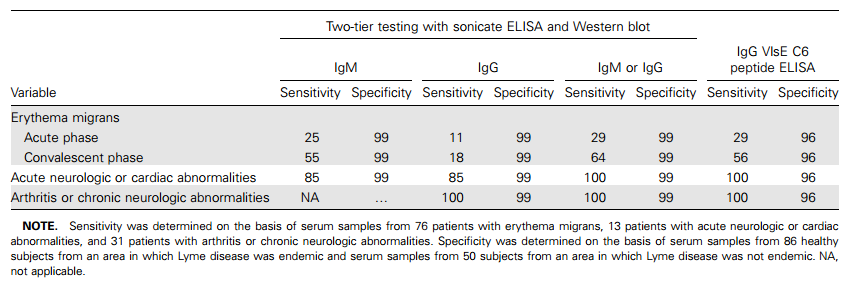 Two-tier testing with sonicate ELISA and Western blot
IgM IgG IgM or IgG IgG VlsE C6
peptide ELISA
Variable Sensitivity Specificity Sensitivity Specificity Sensitivity Specificity Sensitivity Specificity
Erythema migrans
Acute phase 25 99 11 99 29 99 29 96
Convalescent phase 55 99 18 99 64 99 56 96
Acute neurologic or cardiac abnormalities 85 99 85 99 100 99 100 96
Arthritis or chronic neurologic abnormalities NA … 100 99 100 99 100 96
NOTE. Sensitivity was determined on the basis of serum samples from 76 patients with erythema migrans, 13 patients with acute neurologic or cardiac
abnormalities, and 31 patients with arthritis or chronic neurologic abnormalities. Specificity was determined on the basis of serum samples from 86 healthy
subjects from an area in which Lyme disease was endemic and serum samples from 50 subjects from an area in which Lyme disease was not endemic. NA,
not applicable.